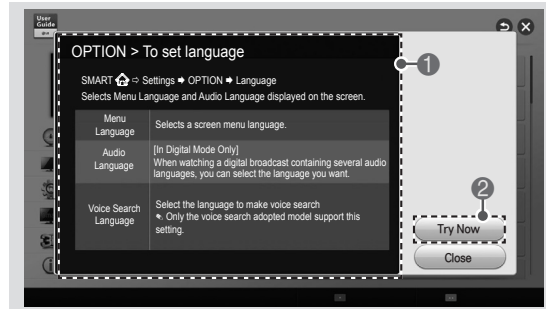 User
Guide
OPTION > To set language
SMART ⇨ Settings ➡ OPTION ➡ Language
Selects Menu Language and Audio Language displayed on the screen.
Menu
Language
Selects a screen menu language.
Audio
Language
[In Digital Mode Only]
When watching a digital broadcast containing several audio
languages, you can select the language you want.
Voice Search
Language
Select the language to make voice search
Only the voice search adopted model support this
setting.
1
2
Try Now
Close